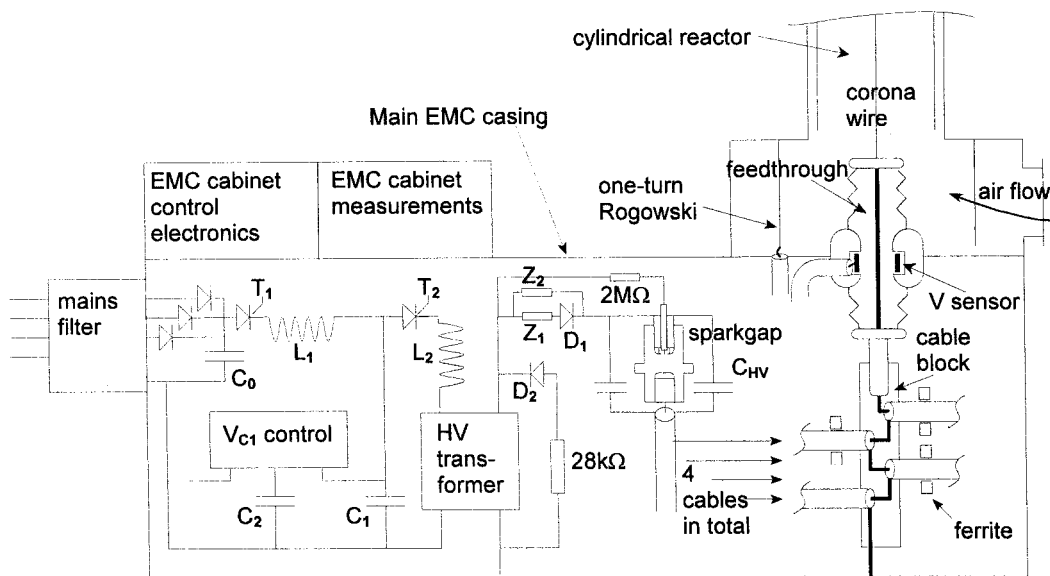 cylindrical reactor
corona
wire
Main EMC casing
feedthrough
EMC cabinet
control
electronics
EMC cabinet
measurements
one-turn
Rogowski
air flow
mains
filter
T1
T2
Z2
2MΩ
V sensor
L1
L2
Z1
D1
sparkgap
cable
block
C0
D2
CHV
VC1 control
HV
trans-
former
28kΩ
4
cables
in total
C2
C1
ferrite